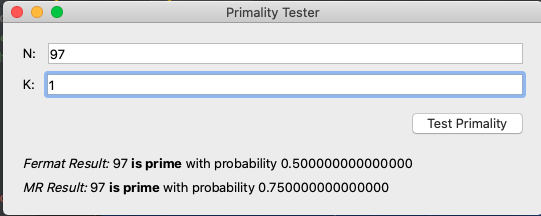 Primality Tester
N: 97
K: 1
Test Primality
Fermat Result: 97 is prime with probability 0.500000000000000
MR Result: 97 is prime with probability 0.750000000000000